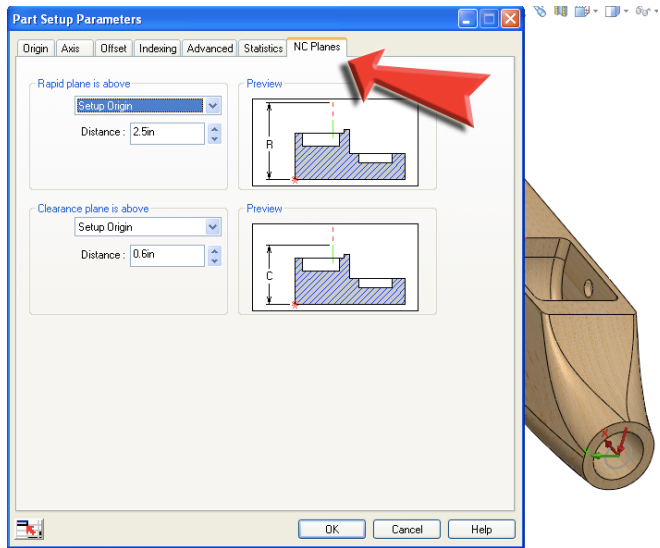 Part Setup Parameters
Origin Axis Offset Indexing Advanced Statistics NC Planes
Rapid plane is above
Setup Origin
Distance : 2.5in
Preview
R
Clearance plane is above
Setup Origin
Distance : 0.6in
Preview
C
OK Cancel Help